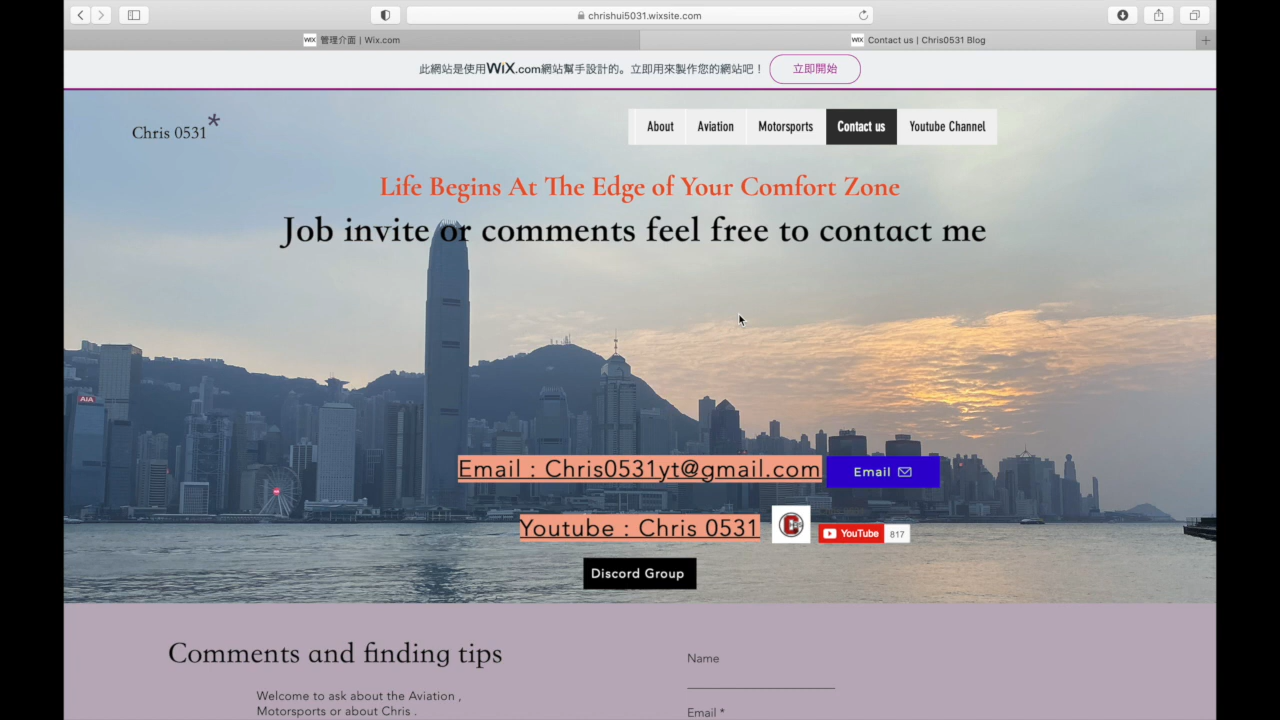 chrishui5031.wixsite.com
WiX 管理介面 | Wix.com
WiX Contact us | Chris0531 Blog
此網站是使用WiX.com網站幫手設計的。立即用來製作您的網站吧！ 立即開始
Chris 0531*
About Aviation Motorsports Contact us Youtube Channel
Life Begins At The Edge of Your Comfort Zone
Job invite or comments feel free to contact me
AIA
Email : Chris0531yt@gmail.com Email
Youtube : Chris 0531 YouTube 817
Discord Group
Comments and finding tips
Name
Welcome to ask about the Aviation ,
Motorsports or about Chris .
Email *